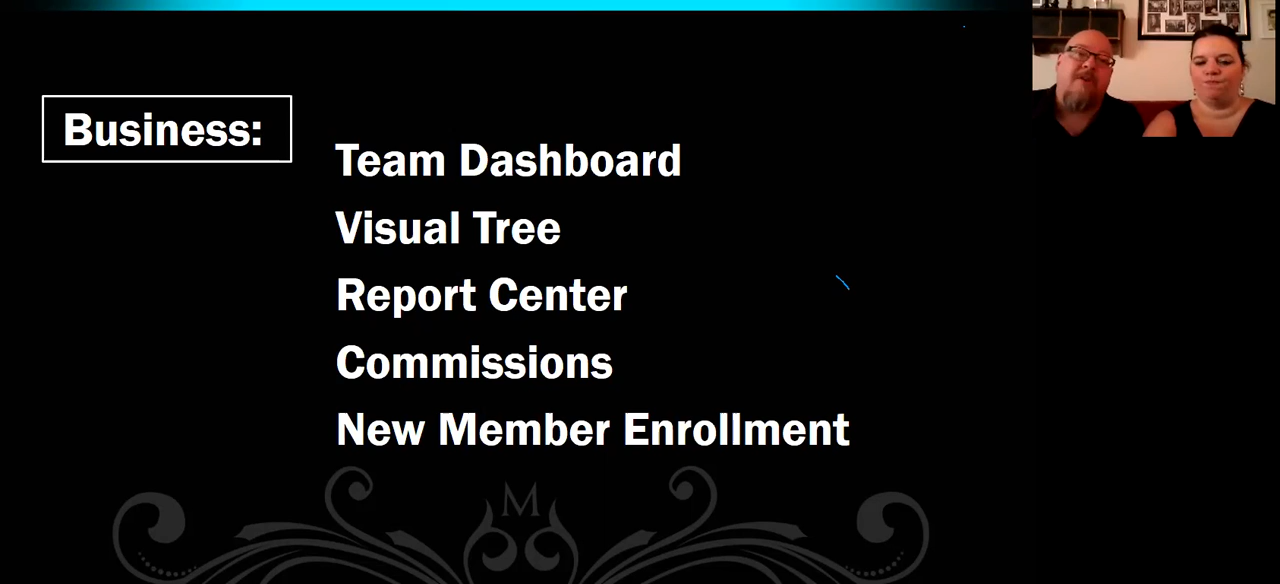 Business:
Team Dashboard
Visual Tree
Report Center
Commissions
New Member Enrollment
M